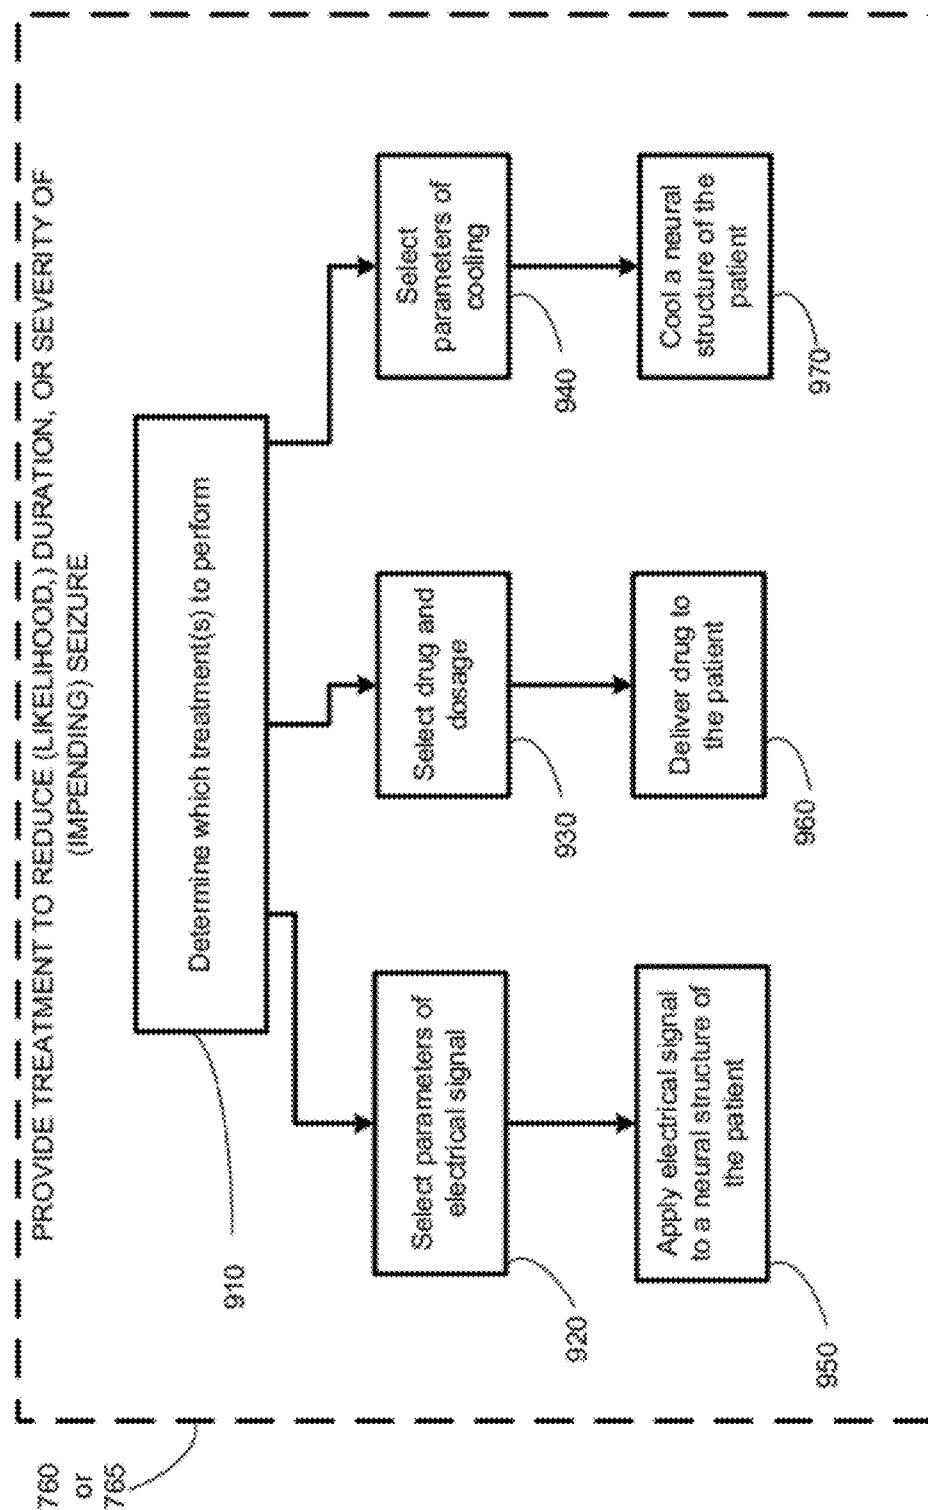 760
or
765
PROVIDE TREATMENT TO REDUCE (LIKELIHOOD,) DURATION, OR SEVERITY OF
(IMPENDING) SEIZURE
Determine which treatment(s) to perform
910
Select parameters of
electrical signal
920
Select drug and
dosage
930
Select
parameters of
cooling
940
Apply electrical signal
to a neural structure of
the patient
950
Deliver drug to
the patient
960
Cool a neural
structure of the
patient
970